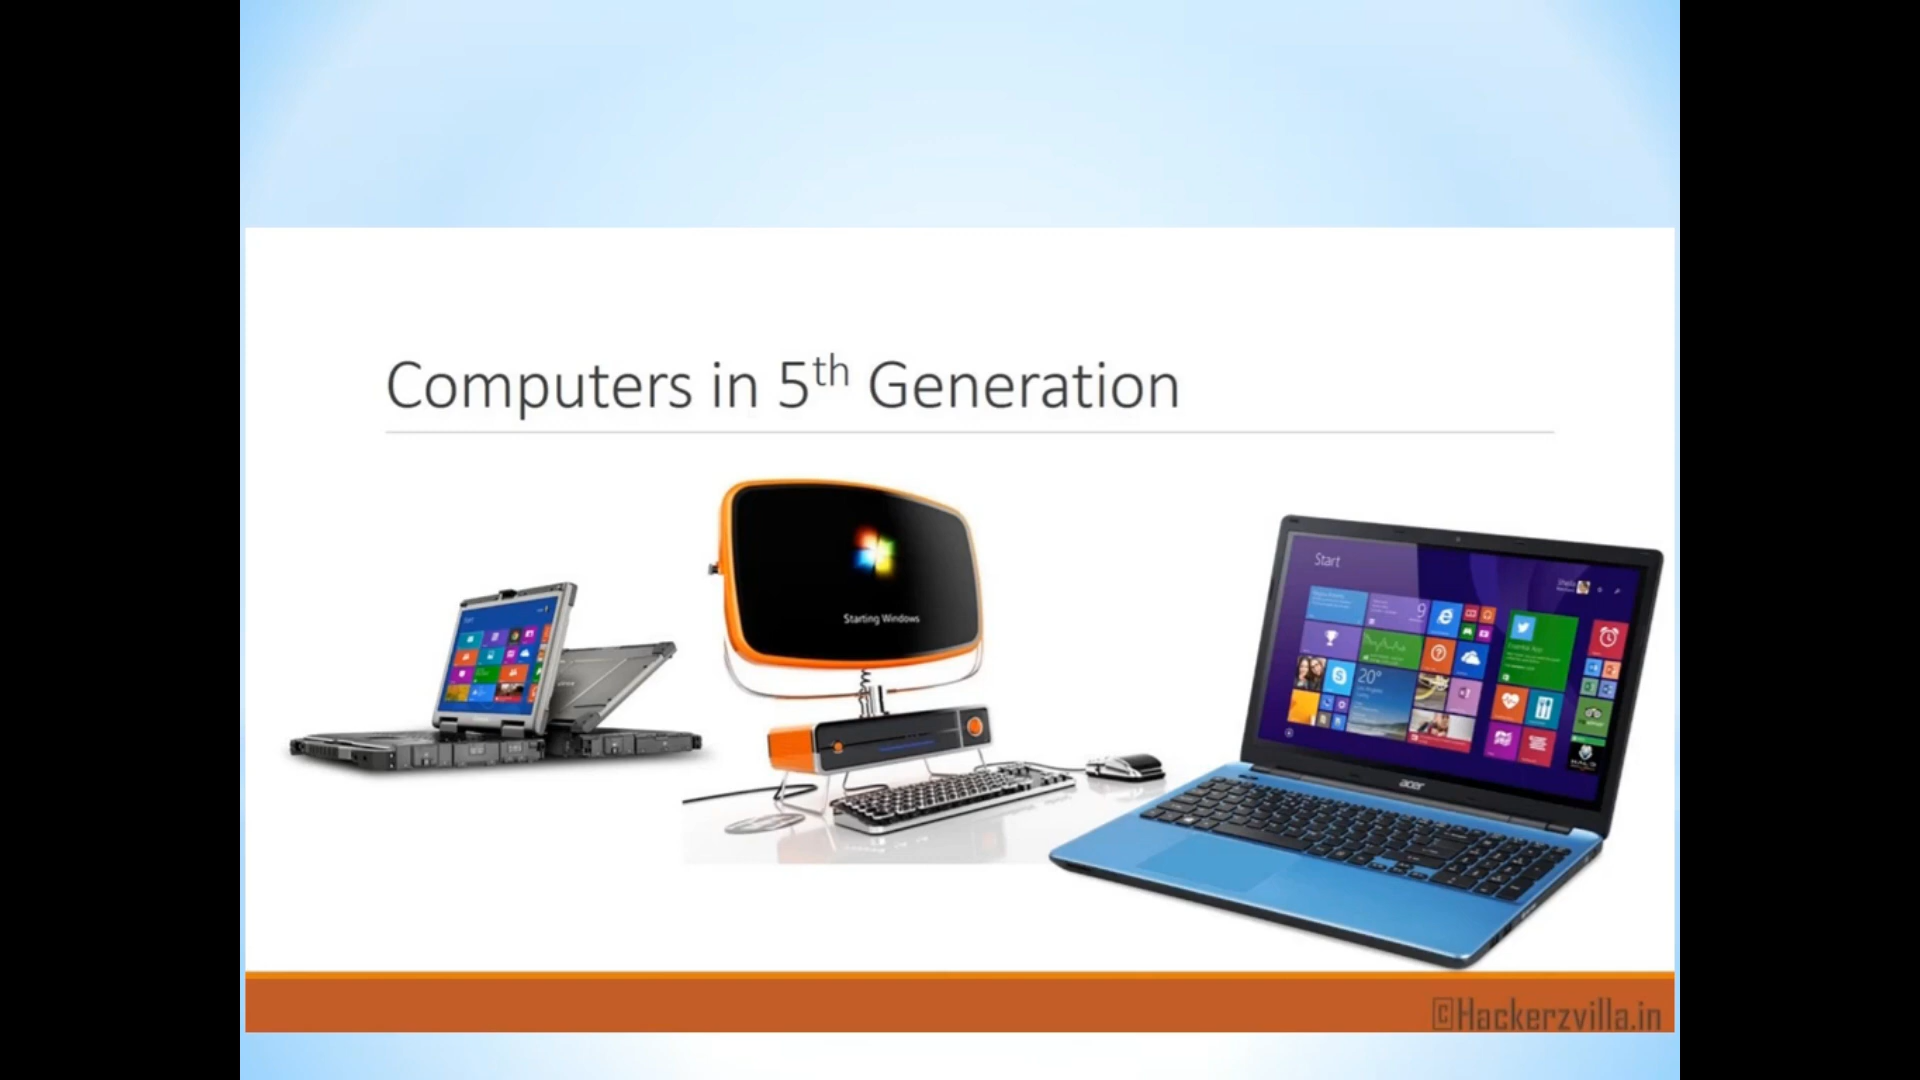 Computers in 5th Generation
Starting Windows
Start
acer
©Hackerzvilla.in